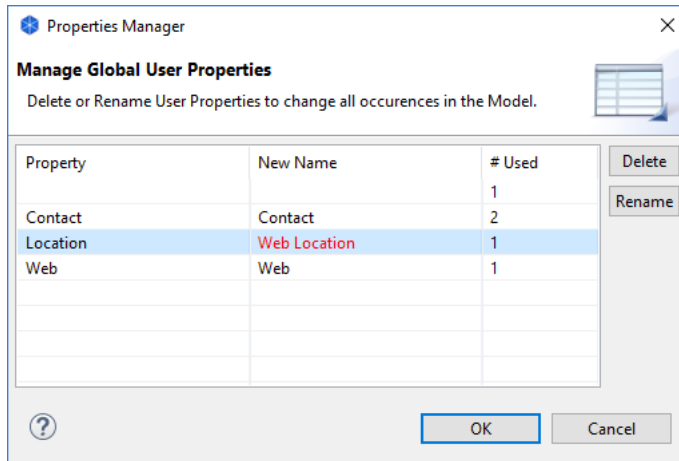 Properties Manager
Manage Global User Properties
Delete or Rename User Properties to change all occurences in the Model.
Property New Name # Used
1
Contact Contact 2
Location Web Location 1
Web Web 1
Delete
Rename
?
OK Cancel